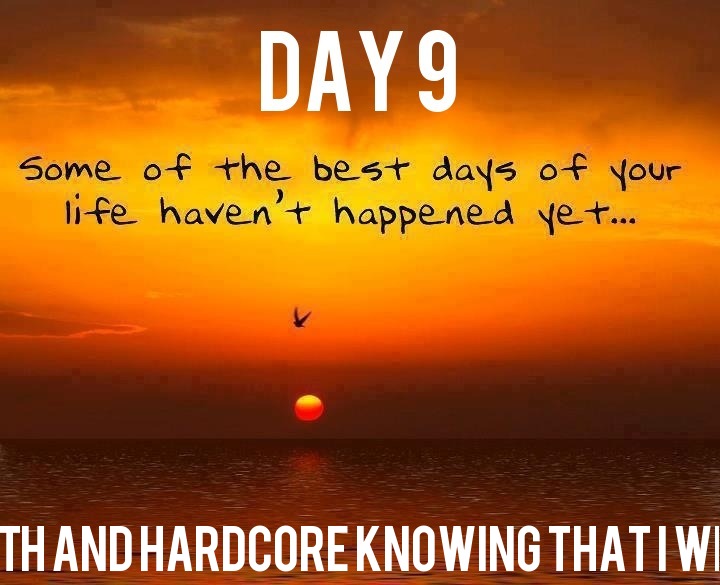 DAY 9
Some of the best days of your
life haven't happened yet...
TH AND HARDCORE KNOWING THAT I WI